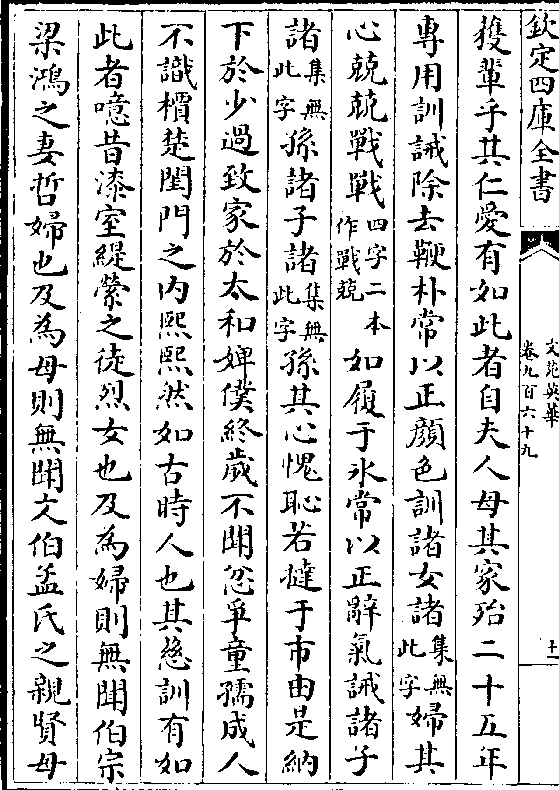 欽定四庫全書
文苑英華
卷九百六十九
十一
㧱輩乎其仁愛有如此者自夫人母其家殆二十五年
專用訓誡除去鞭朴常以正顔色訓諸女諸集無此字婦其
心兢兢戰戰四字二本作戰兢如履于氷常以正辭氣誡諸子
諸集無此字孫諸子諸集無此字孫其心愧恥若撻于市由是納
下於少過致家於太和婢僕終歲不聞忿爭童孺成人
不識檟楚閨門之内熙熙然如古時人也其慈訓有如
此者噫昔漆室緹縈之徒烈女也及為婦則無聞伯宗
梁鴻之妻哲婦也及為母則無聞文伯孟氏之親賢母